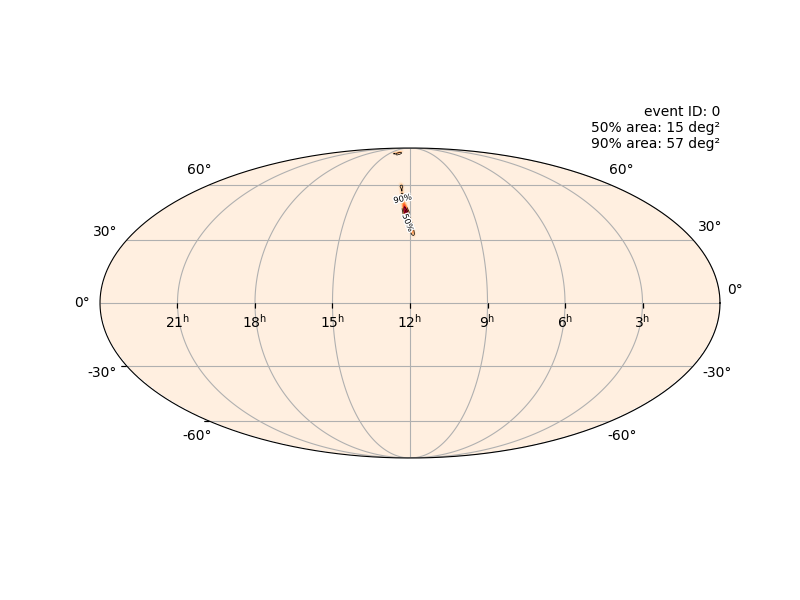 event ID: 0
50% area: 15 deg²
90% area: 57 deg²
60° 60°
90%
50%
30° 30°
0° 0°
21ʰ 18ʰ 15ʰ 12ʰ 9ʰ 6ʰ 3ʰ
-30° -30°
-60° -60°